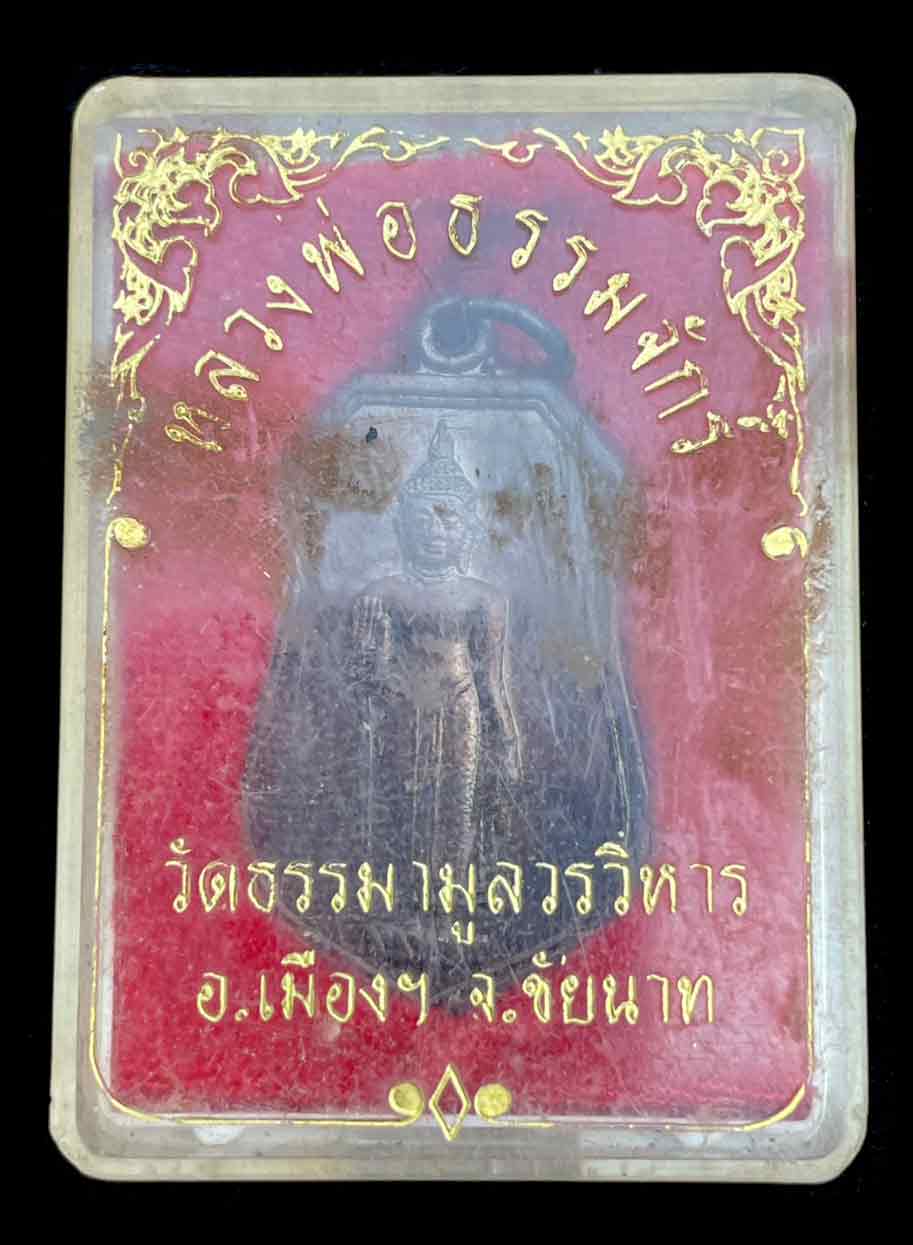 หลวงพ่อธรรมจักร์
วัดธรรมามูลวรวิหาร
อ.เมืองฯ จ.ชัยนาท